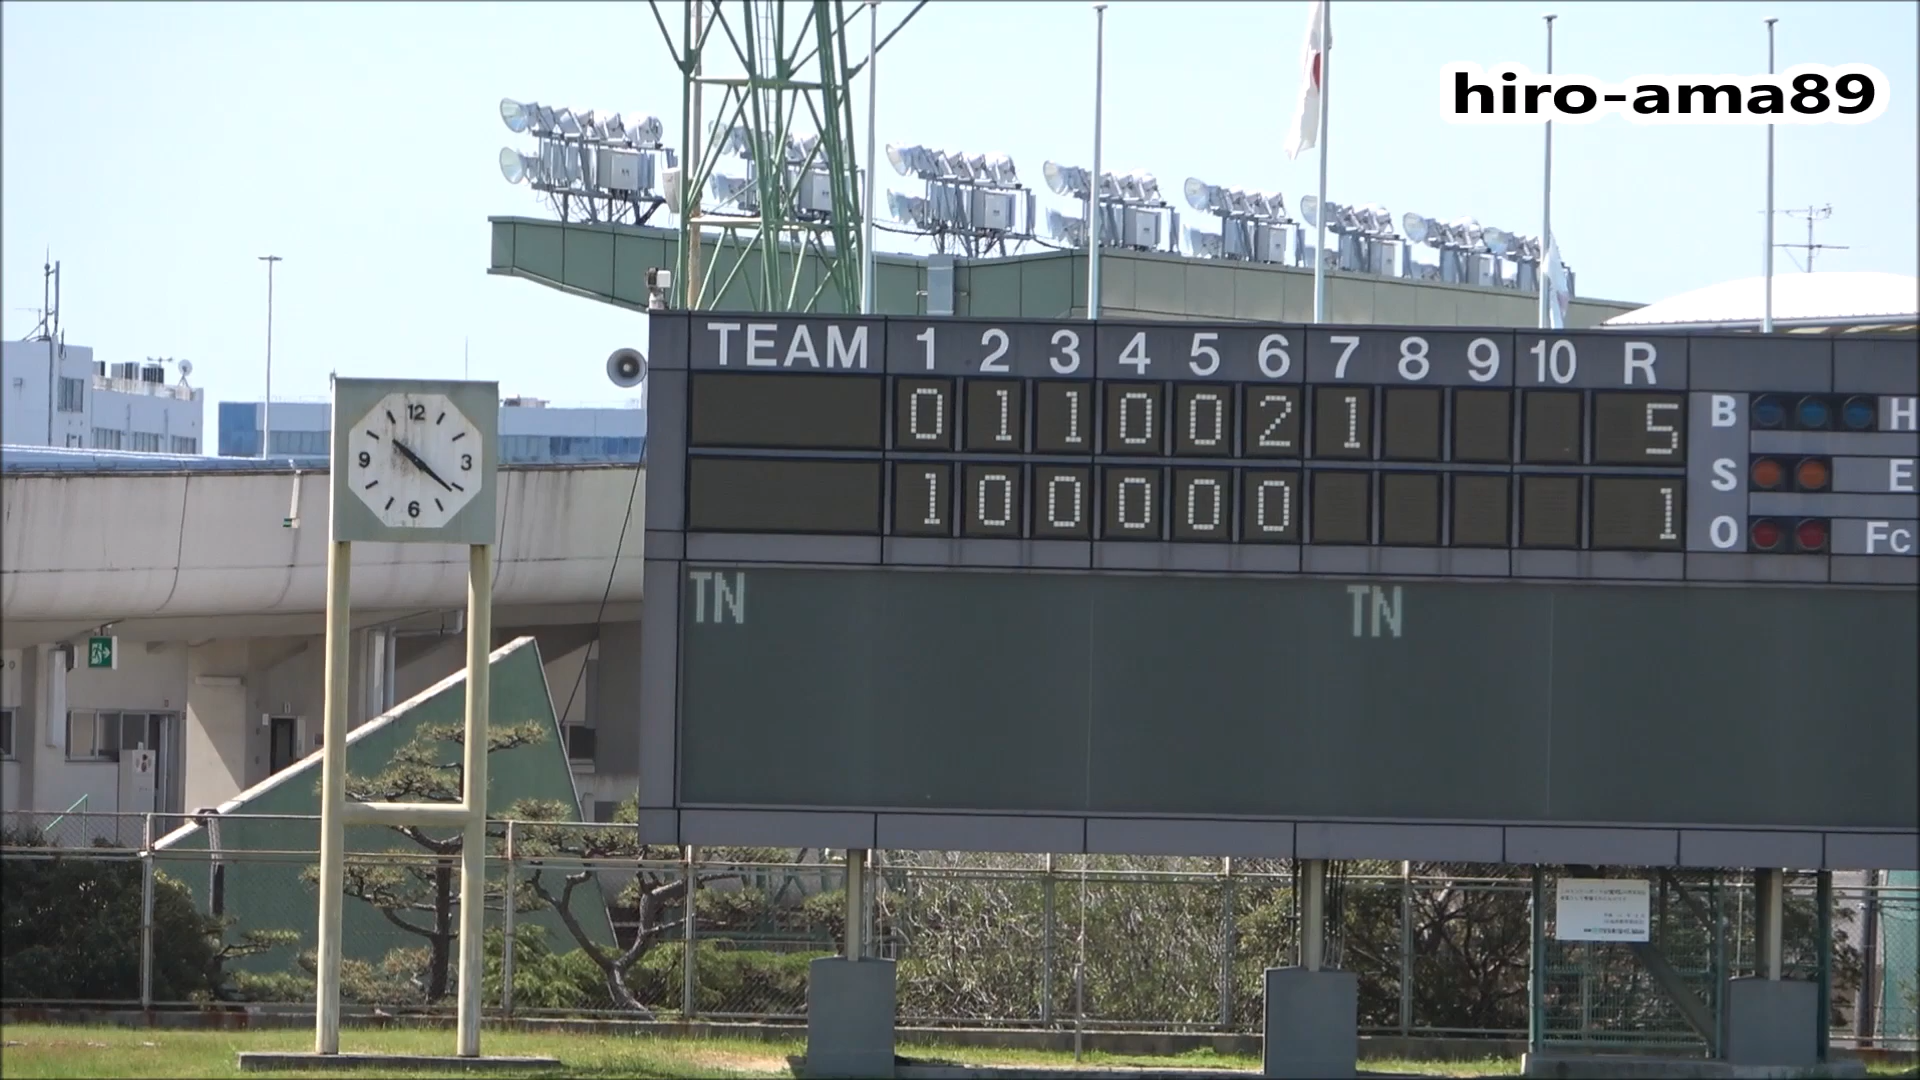 hiro-ama89
TEAM 1 2 3 4 5 6 7 8 9 10 R
0 1 1 0 0 2 1 5
1 0 0 0 0 0 1
B H
S E
O Fc
TN TN
12
9 3
6